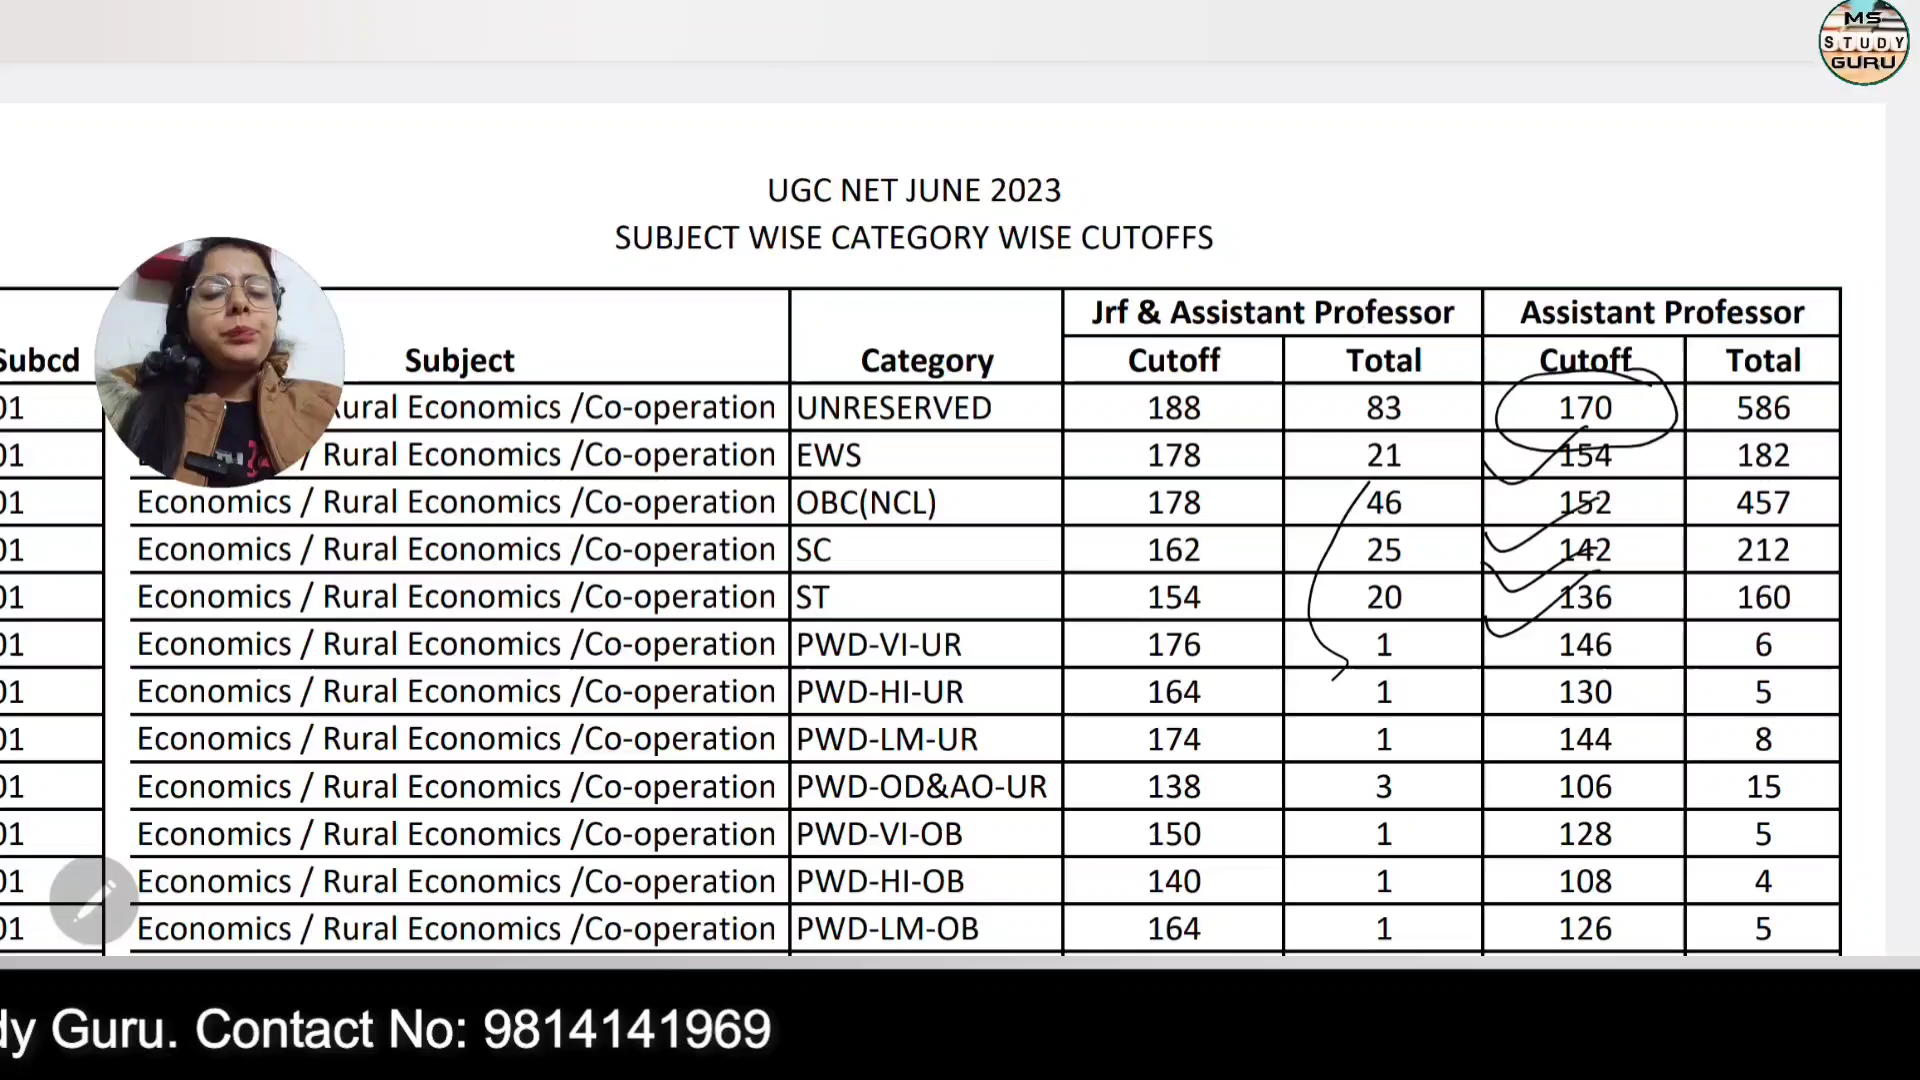 MS
STUDY
GURU
UGC NET JUNE 2023
SUBJECT WISE CATEGORY WISE CUTOFFS
Jrf & Assistant Professor Assistant Professor
Subcd Subject Category Cutoff Total Cutoff Total
01 Rural Economics /Co-operation UNRESERVED 188 83 170 586
01 / Rural Economics /Co-operation EWS 178 21 154 182
01 Economics / Rural Economics /Co-operation OBC(NCL) 178 46 152 457
01 Economics / Rural Economics /Co-operation SC 162 25 142 212
01 Economics / Rural Economics /Co-operation ST 154 20 136 160
01 Economics / Rural Economics /Co-operation PWD-VI-UR 176 1 146 6
01 Economics / Rural Economics /Co-operation PWD-HI-UR 164 1 130 5
01 Economics / Rural Economics /Co-operation PWD-LM-UR 174 1 144 8
01 Economics / Rural Economics /Co-operation PWD-OD&AO-UR 138 3 106 15
01 Economics / Rural Economics /Co-operation PWD-VI-OB 150 1 128 5
01 Economics / Rural Economics /Co-operation PWD-HI-OB 140 1 108 4
01 Economics / Rural Economics /Co-operation PWD-LM-OB 164 1 126 5
dy Guru. Contact No: 9814141969